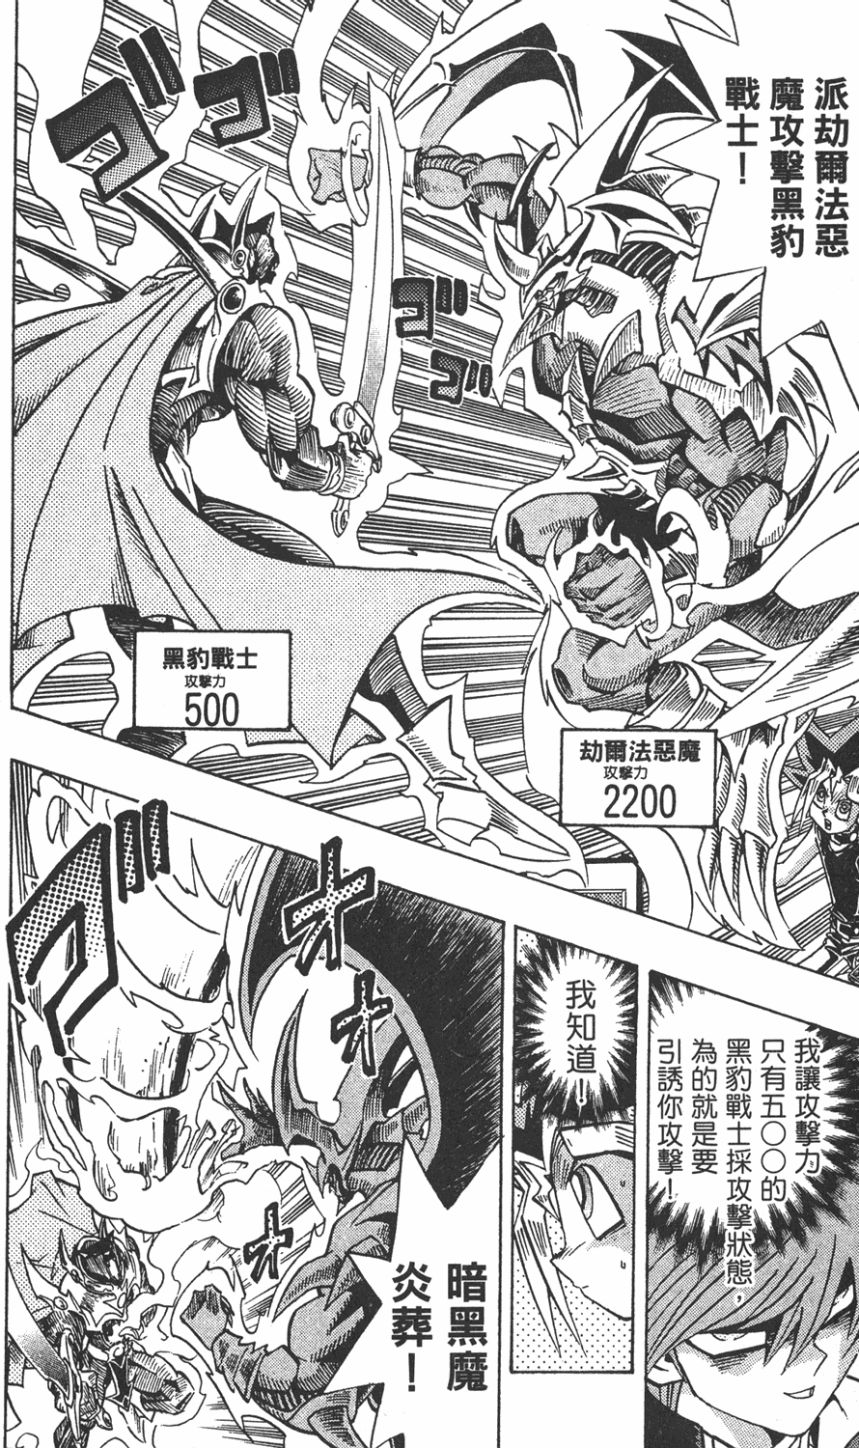 派劫爾法惡
魔攻擊黑豹
戰士！
ゴ
ゴ
ゴ
ゴ
黑豹戰士
攻擊力
500
劫爾法惡魔
攻擊力
2200
我讓攻擊力
只有五〇〇的
黑豹戰士採攻擊狀態，
為的就是要
引誘你攻擊！
我知道！
オ
オ
オ
暗黑魔
炎葬！